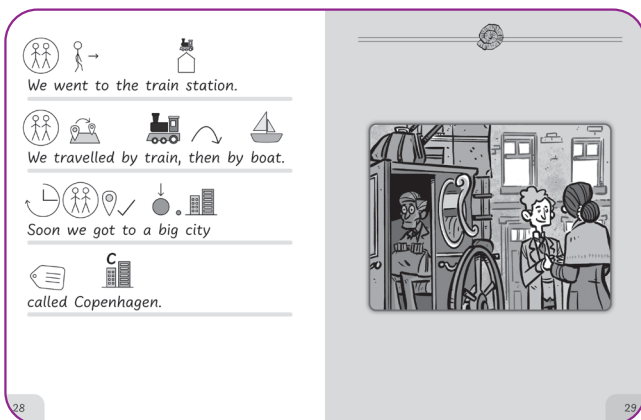 We went to the train station.
We travelled by train, then by boat.
Soon we got to a big city
C
called Copenhagen.
28
29